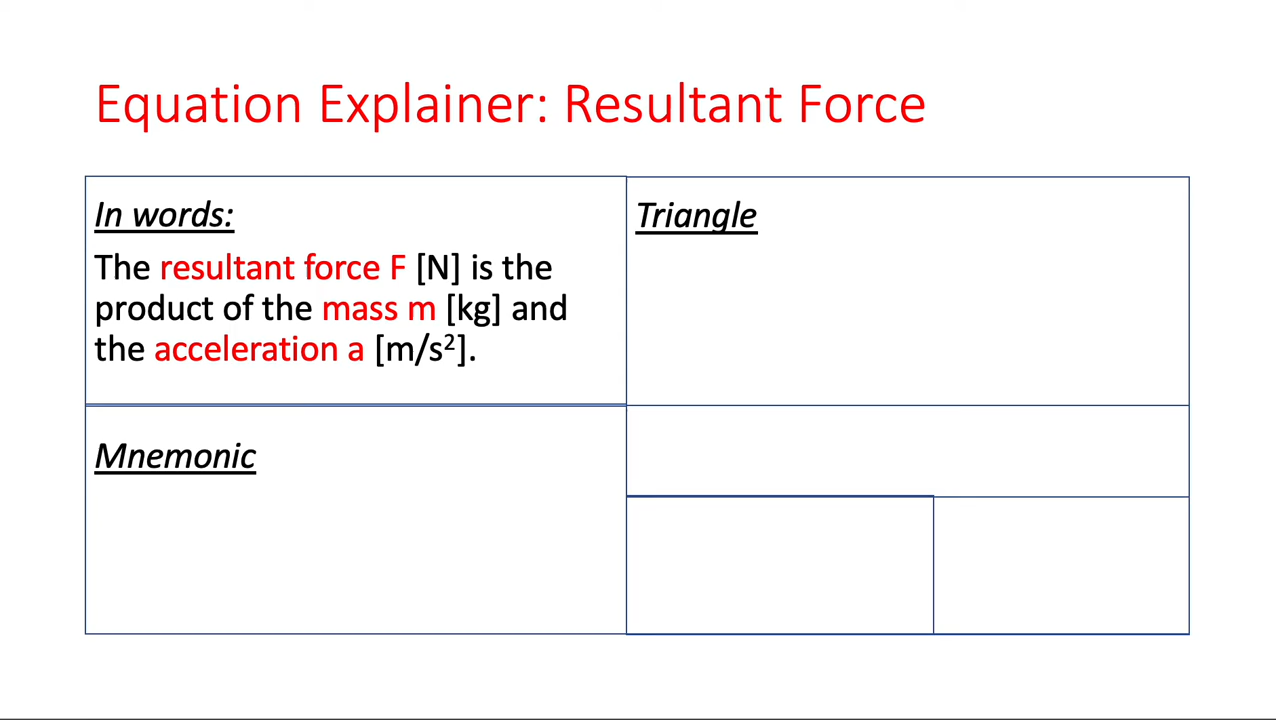 Equation Explainer: Resultant Force
In words:
The resultant force F [N] is the
product of the mass m [kg] and
the acceleration a [m/s²].
Triangle
Mnemonic